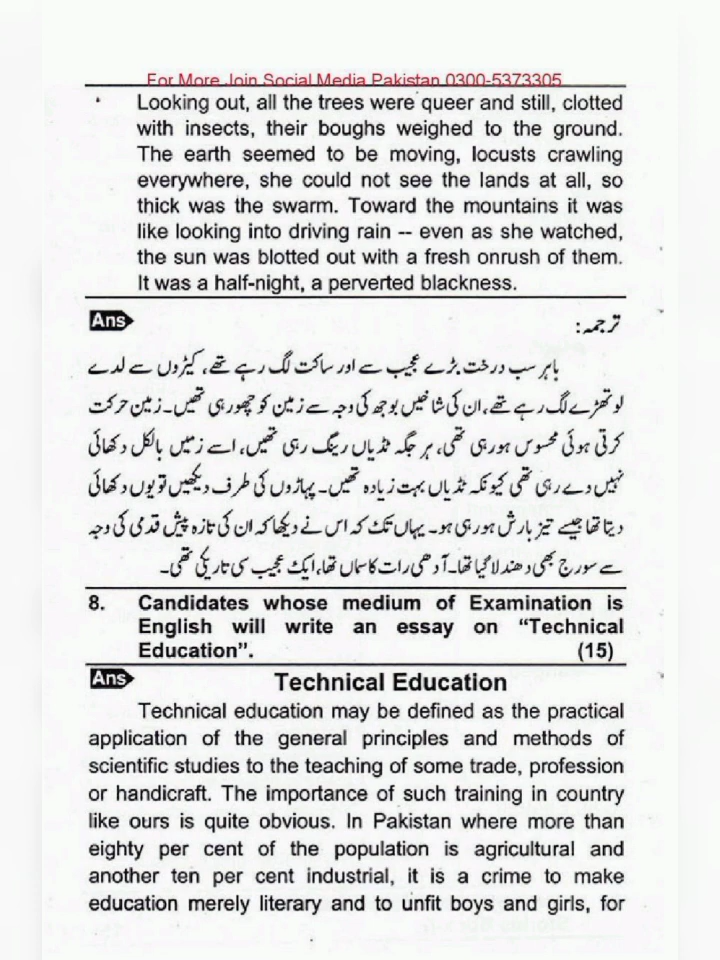 For More Join Social Media Pakistan 0300-5373305
Looking out, all the trees were queer and still, clotted
with insects, their boughs weighed to the ground.
The earth seemed to be moving, locusts crawling
everywhere, she could not see the lands at all, so
thick was the swarm. Toward the mountains it was
like looking into driving rain -- even as she watched,
the sun was blotted out with a fresh onrush of them.
It was a half-night, a perverted blackness.
Ans ترجمہ:
باہر سب درخت بڑے عجیب سے اور ساکت لگ رہے تھے، کیڑوں سے لدے
لوتھڑے لگ رہے تھے، ان کی شاخیں بوجھ کی وجہ سے زمین کو چھو رہی تھیں۔ زمین حرکت
کرتی ہوئی محسوس ہو رہی تھی، ہر جگہ ٹڈیاں رینگ رہی تھیں، اسے زمیں بالکل دکھائی
نہیں دے رہی تھی کیونکہ ٹڈیاں بہت زیادہ تھیں۔ پہاڑوں کی طرف دیکھیں تو یوں دکھائی
دیتا تھا جیسے تیز بارش ہو رہی ہو۔ یہاں تک کہ اس نے دیکھا کہ ان کی تازہ پیش قدمی کی وجہ
سے سورج بھی دھندلا گیا تھا۔ آدھی رات کا سماں تھا، ایک عجیب سی تاریکی تھی۔
8. Candidates whose medium of Examination is
English will write an essay on “Technical
Education”. (15)
Ans Technical Education
Technical education may be defined as the practical
application of the general principles and methods of
scientific studies to the teaching of some trade, profession
or handicraft. The importance of such training in country
like ours is quite obvious. In Pakistan where more than
eighty per cent of the population is agricultural and
another ten per cent industrial, it is a crime to make
education merely literary and to unfit boys and girls, for